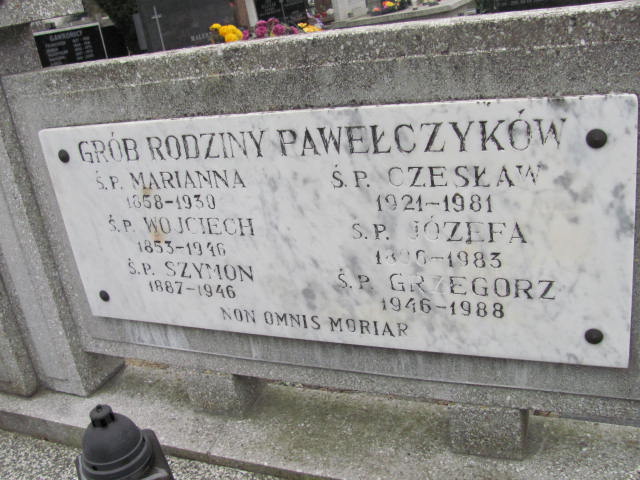 GAWROŃSCY
GRÓB RODZINY PAWEŁCZYKÓW
Ś.P. MARIANNA
1858-1930
Ś.P. WOJCIECH
1853-1946
Ś.P. SZYMON
1887-1946
Ś.P. CZESŁAW
1921-1981
Ś.P. JÓZEFA
-1983
Ś.P. GRZEGORZ
1946-1988
NON OMNIS MORIAR